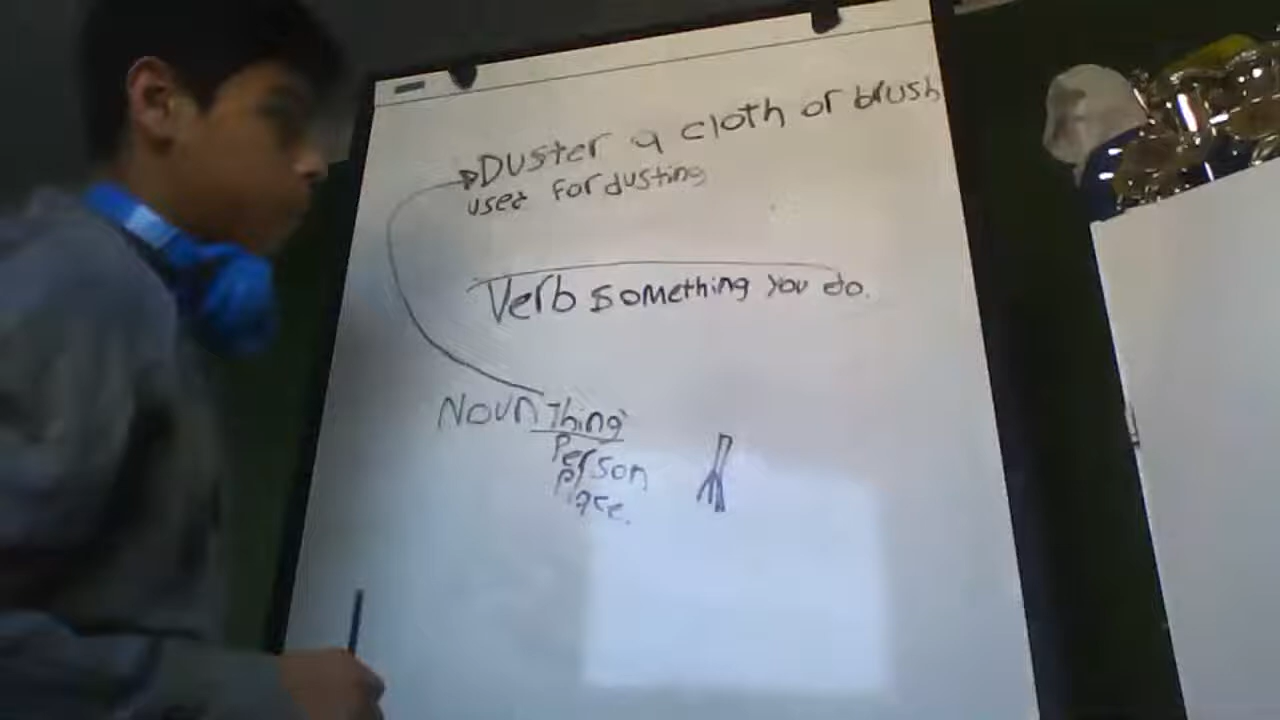 Duster a cloth or brush
used for dusting
Verb something you do.
Noun Thing
Person
place.